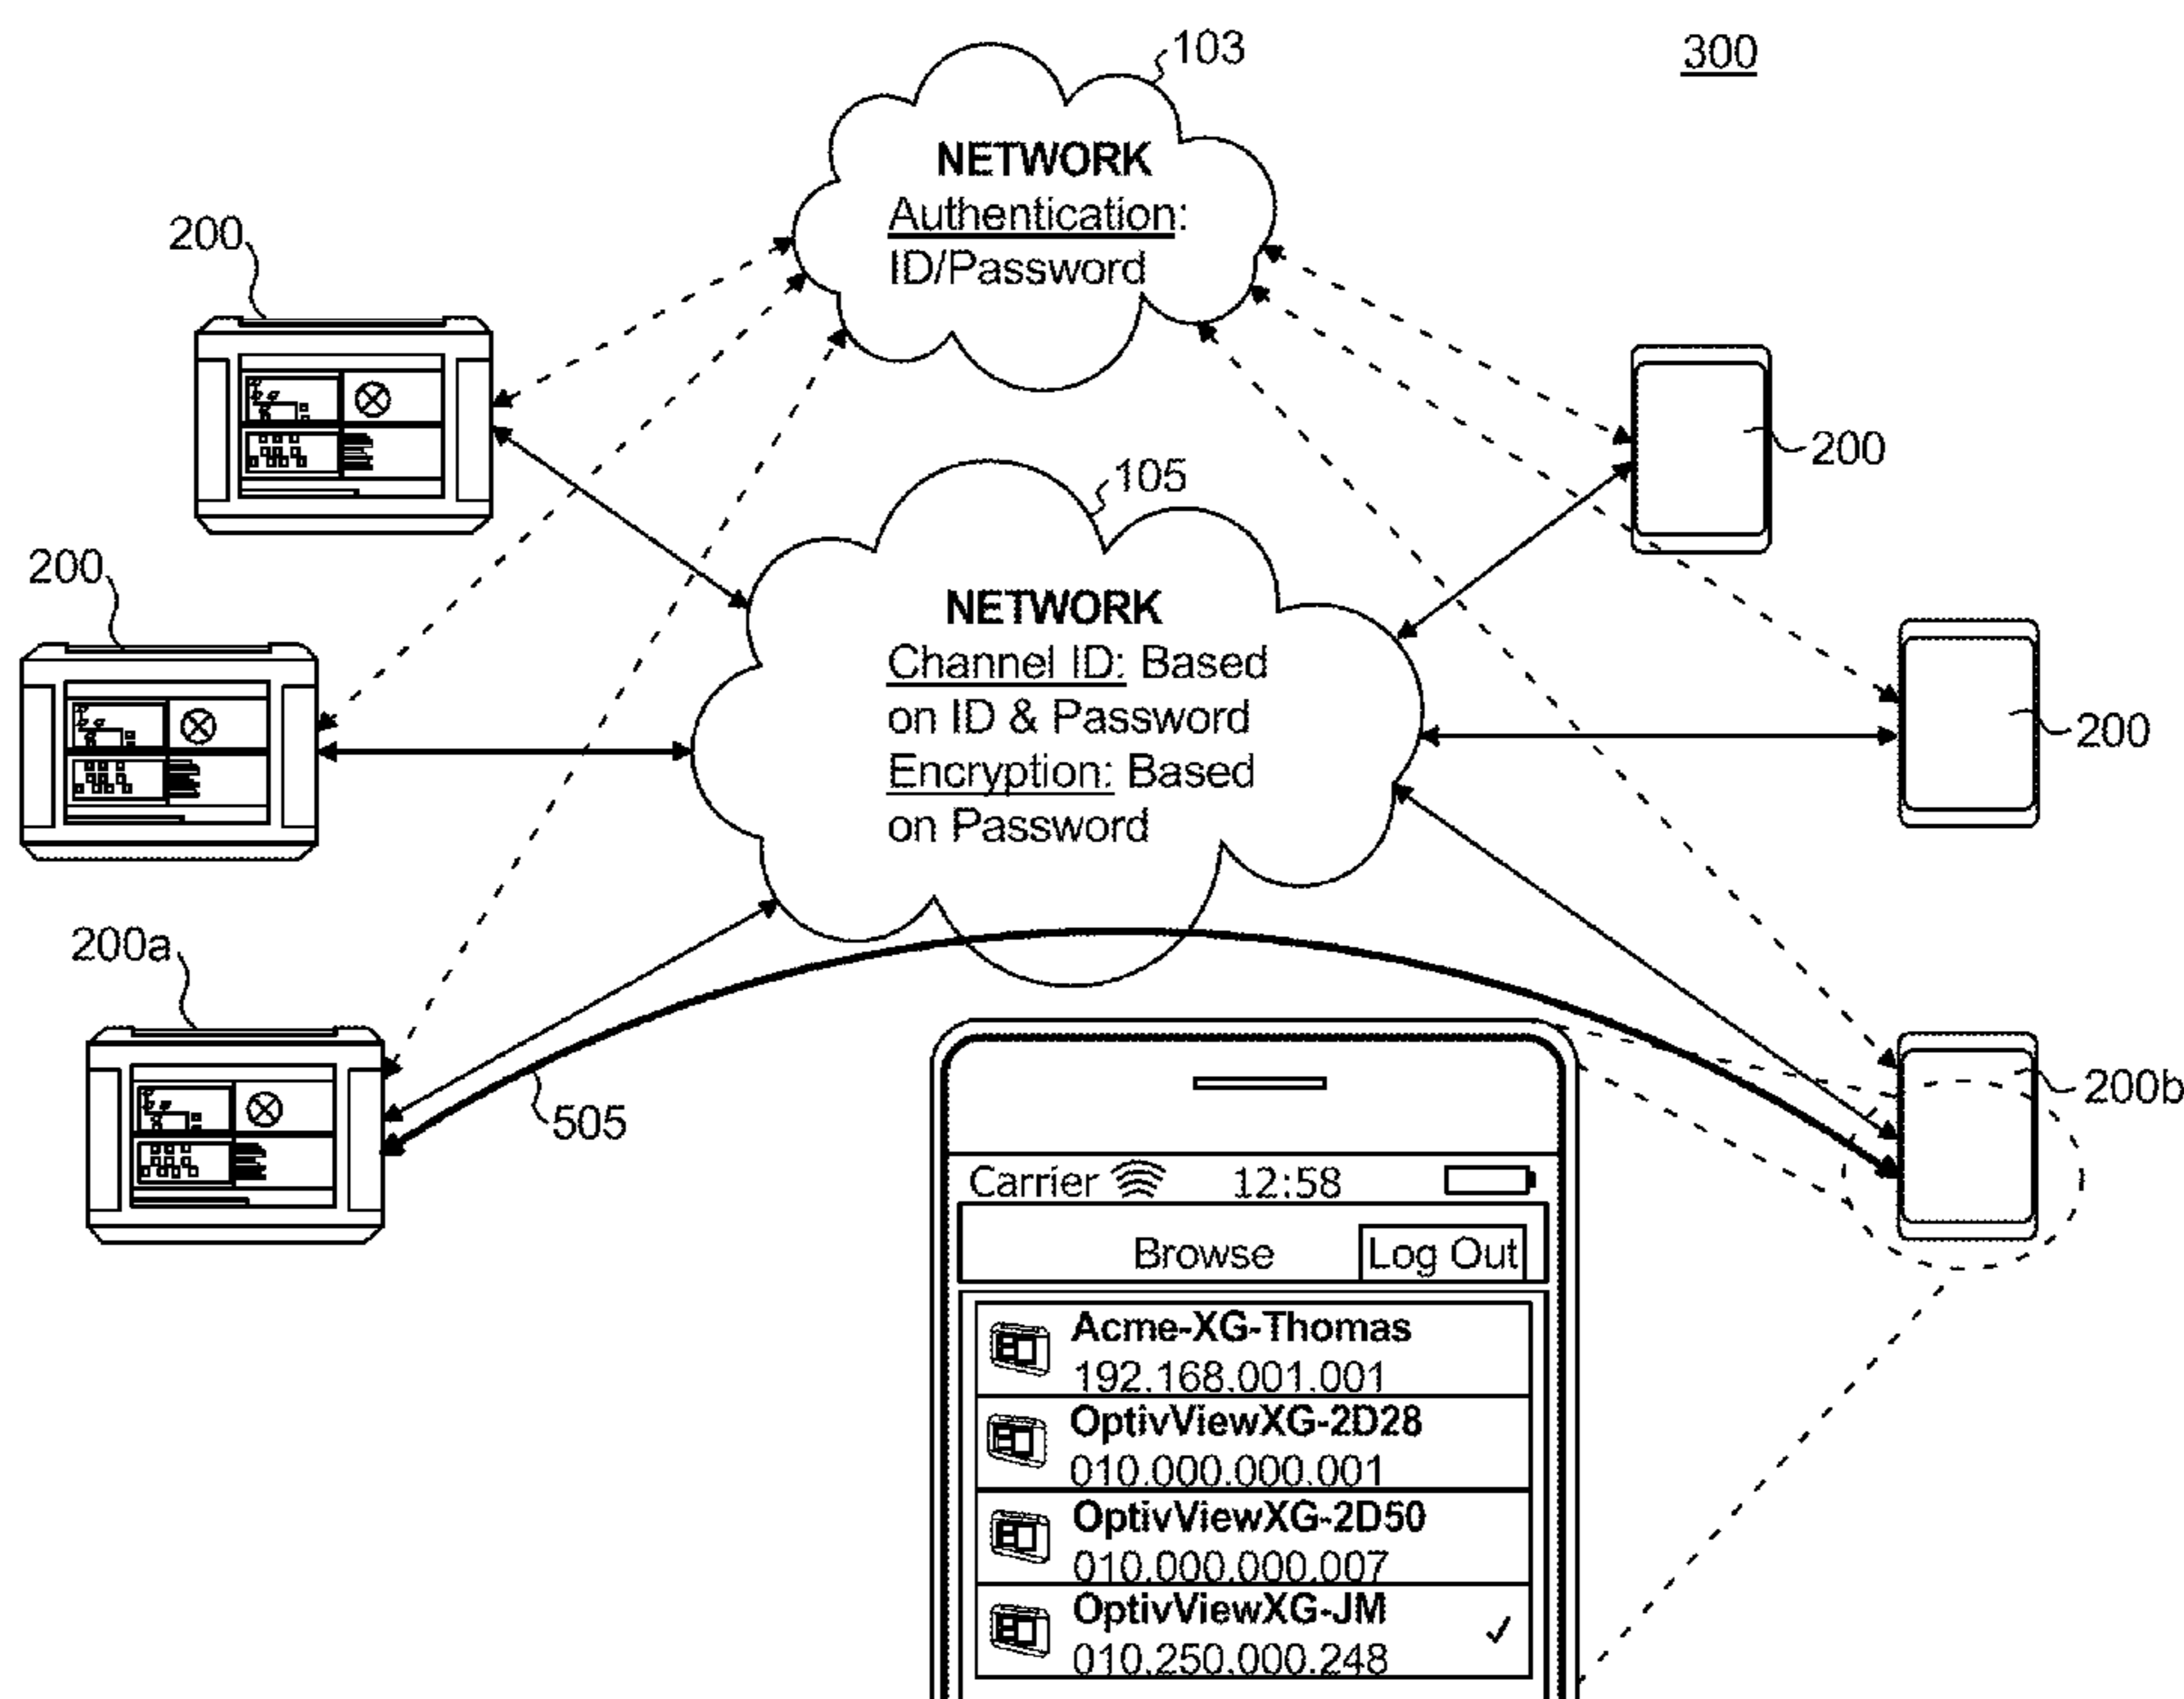 103
300
NETWORK
Authentication:
ID/Password
200
200
105
200
NETWORK
Channel ID: Based
on ID & Password
Encryption: Based
on Password
200
200a
505
200b
Carrier 12:58
Browse Log Out
Acme-XG-Thomas
192.168.001.001
OptivViewXG-2D28
010.000.000.001
OptivViewXG-2D50
010.000.000.007
OptivViewXG-JM
010.250.000.248